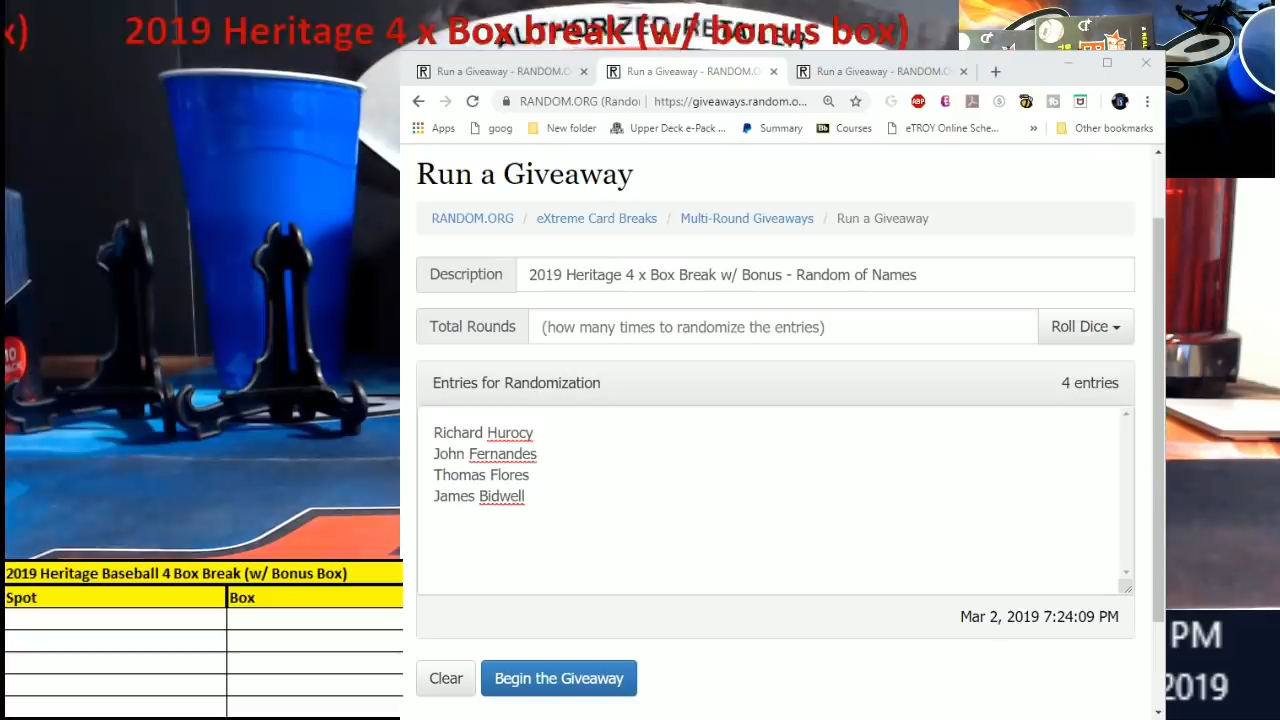 x) 2019 Heritage 4 x Box break (w/ bonus box)
AUTHORIZED RETAILER
Run a Giveaway - RANDOM.O
Run a Giveaway - RANDOM.O
Run a Giveaway - RANDOM.O
RANDOM.ORG (Rando
https://giveaways.random.o...
ABP
Apps
goog
New folder
Upper Deck e-Pack ...
Summary
Bb Courses
eTROY Online Sche...
»
Other bookmarks
Run a Giveaway
RANDOM.ORG / eXtreme Card Breaks / Multi-Round Giveaways / Run a Giveaway
Description 2019 Heritage 4 x Box Break w/ Bonus - Random of Names
Total Rounds (how many times to randomize the entries) Roll Dice
Entries for Randomization 4 entries
Richard Hurocy
John Fernandes
Thomas Flores
James Bidwell
Mar 2, 2019 7:24:09 PM
Clear Begin the Giveaway
2019 Heritage Baseball 4 Box Break (w/ Bonus Box)
Spot Box
PM
2019